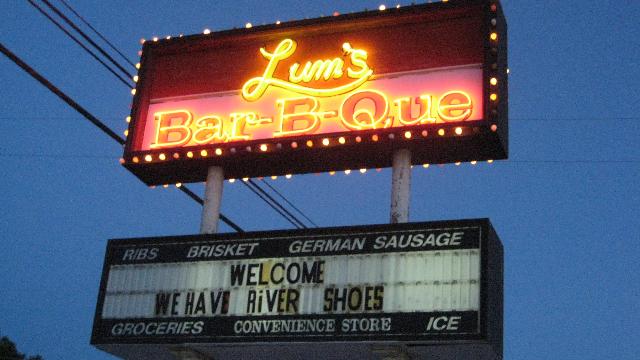 Lum's
Bar-B-Que
RIBS BRISKET GERMAN SAUSAGE
WELCOME
WE HAVE RiVER SHOES
GROCERIES CONVENIENCE STORE ICE